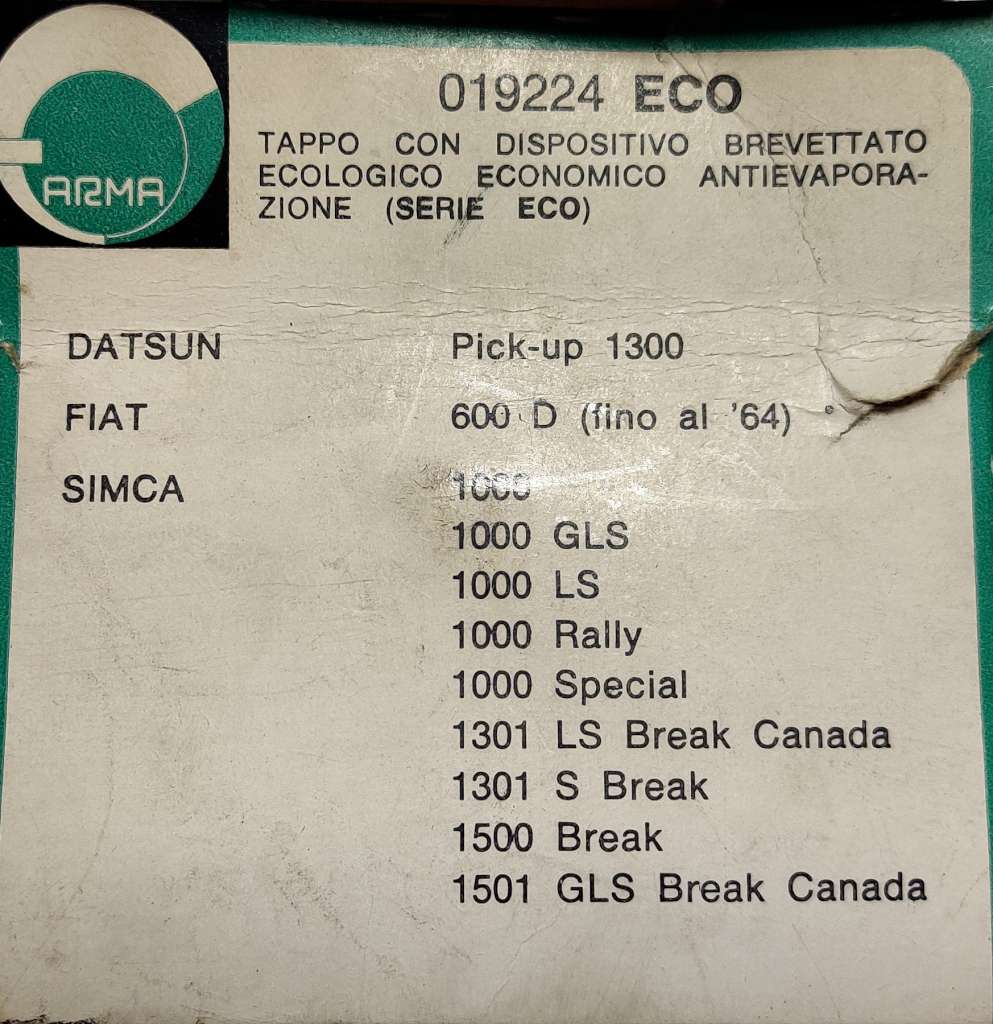 ARMA
019224 ECO
TAPPO CON DISPOSITIVO BREVETTATO
ECOLOGICO ECONOMICO ANTIEVAPORA-
ZIONE (SERIE ECO)
DATSUN Pick-up 1300
FIAT 600 D (fino al '64) °
SIMCA 1000
1000 GLS
1000 LS
1000 Rally
1000 Special
1301 LS Break Canada
1301 S Break
1500 Break
1501 GLS Break Canada